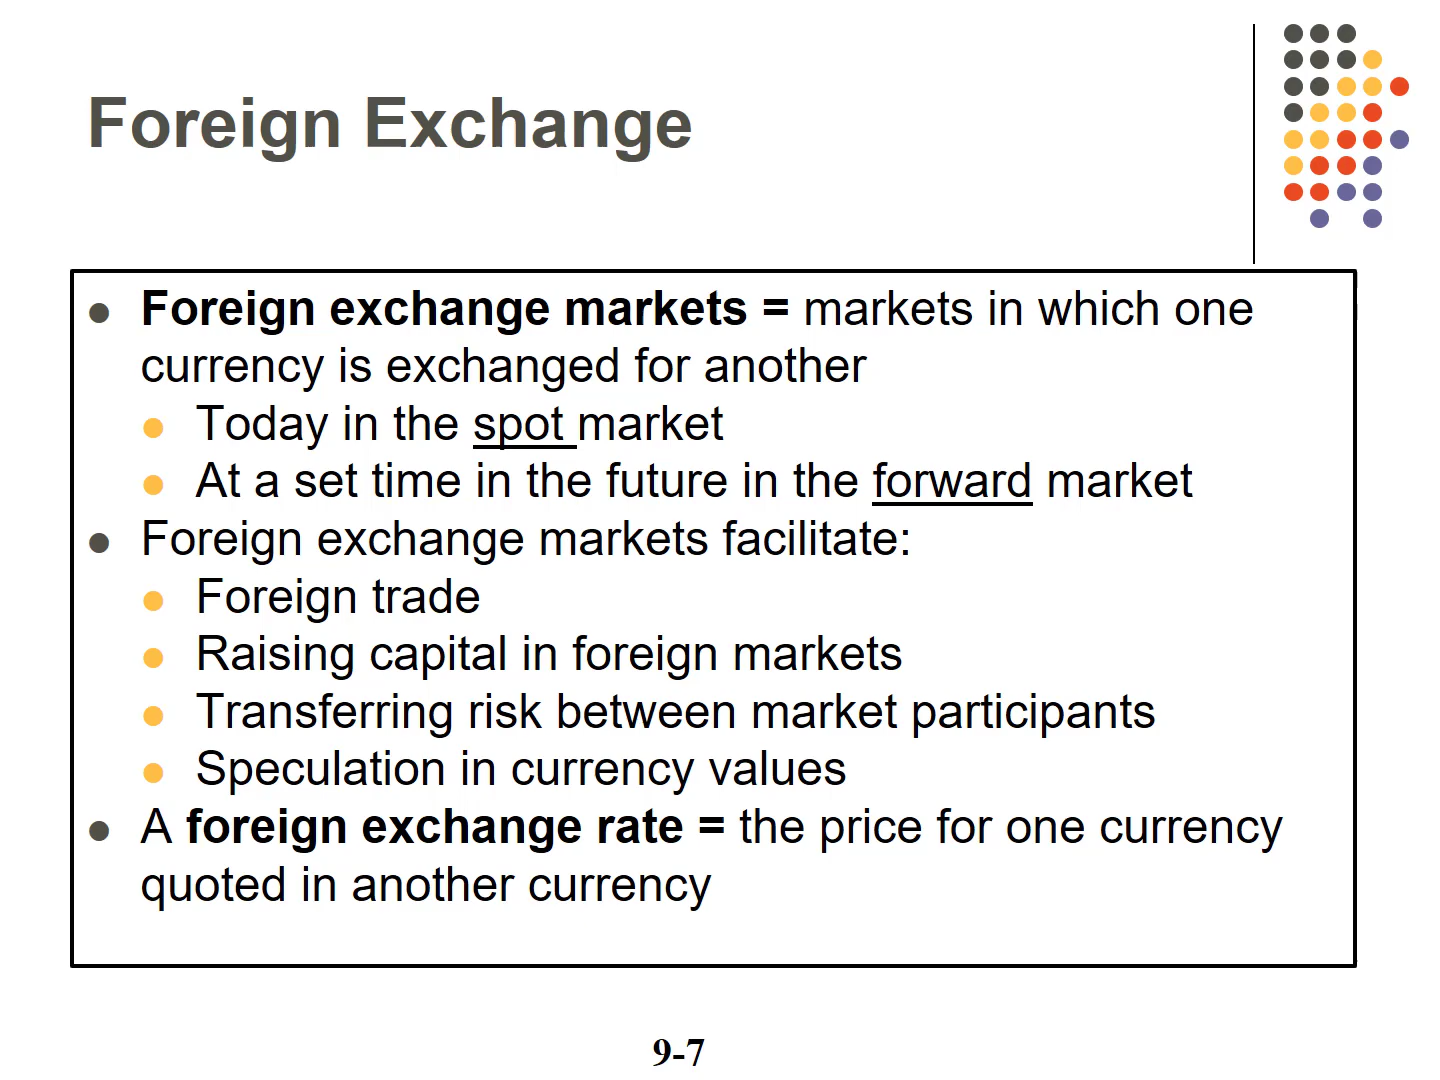 Foreign Exchange
Foreign exchange markets = markets in which one
currency is exchanged for another
Today in the spot market
At a set time in the future in the forward market
Foreign exchange markets facilitate:
Foreign trade
Raising capital in foreign markets
Transferring risk between market participants
Speculation in currency values
A foreign exchange rate = the price for one currency
quoted in another currency
9-7